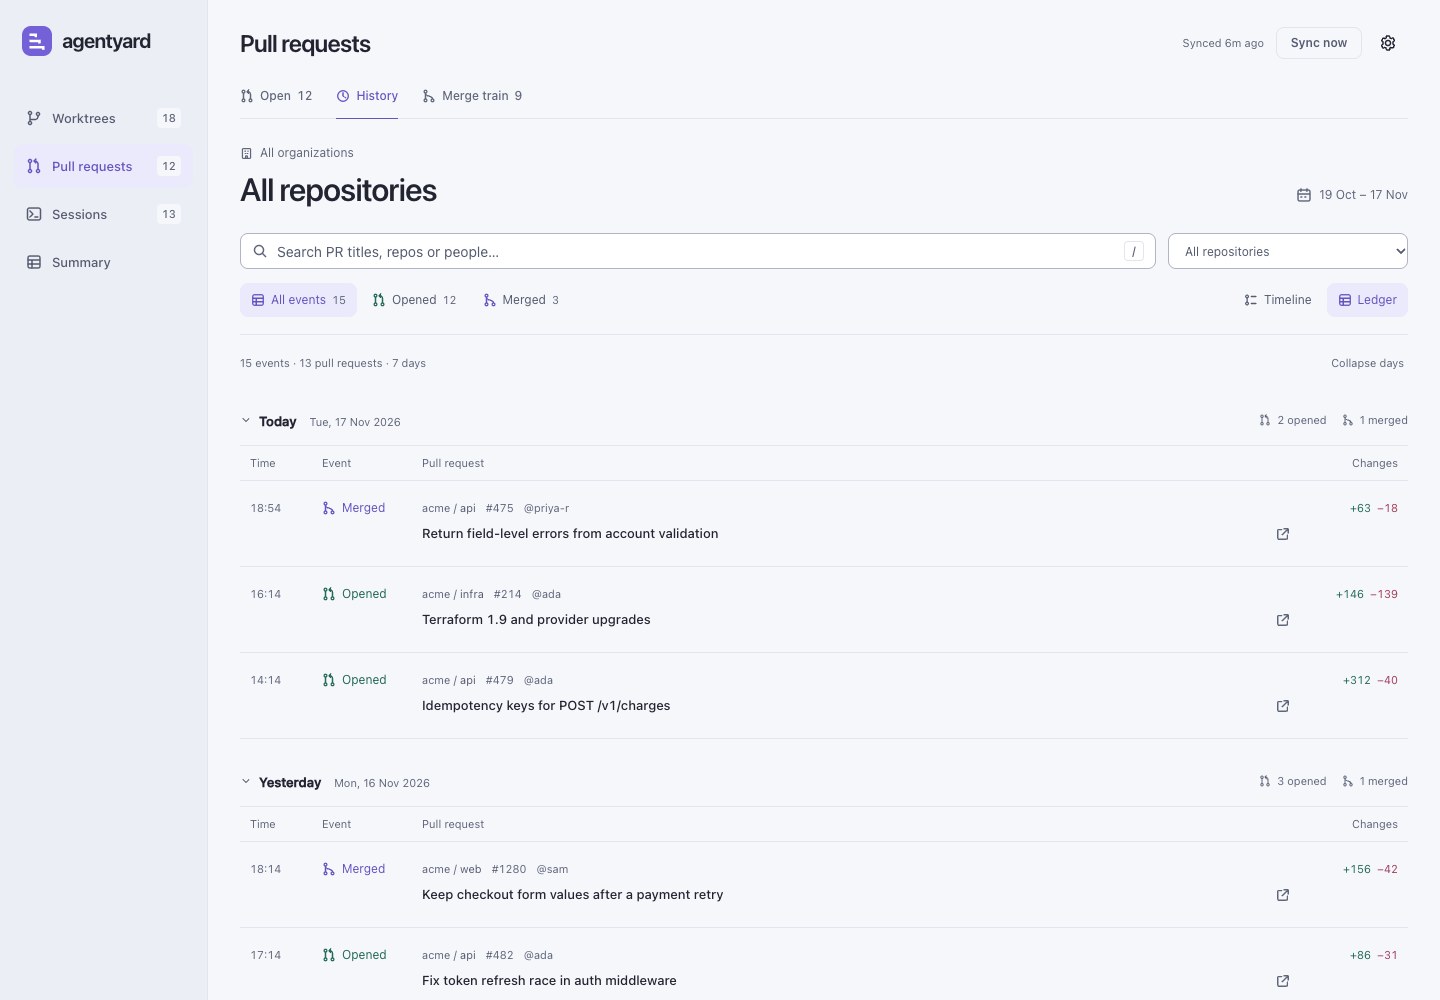 agentyard
Worktrees 18
Pull requests 12
Sessions 13
Summary
Pull requests
Synced 6m ago Sync now
Open 12 History Merge train 9
All organizations
All repositories
19 Oct – 17 Nov
Search PR titles, repos or people... /
All repositories
All events 15 Opened 12 Merged 3
Timeline Ledger
15 events · 13 pull requests · 7 days Collapse days
Today Tue, 17 Nov 2026 2 opened 1 merged
Time Event Pull request Changes
18:54 Merged acme / api #475 @priya-r +63 −18
Return field-level errors from account validation
16:14 Opened acme / infra #214 @ada +146 −139
Terraform 1.9 and provider upgrades
14:14 Opened acme / api #479 @ada +312 −40
Idempotency keys for POST /v1/charges
Yesterday Mon, 16 Nov 2026 3 opened 1 merged
Time Event Pull request Changes
18:14 Merged acme / web #1280 @sam +156 −42
Keep checkout form values after a payment retry
17:14 Opened acme / api #482 @ada +86 −31
Fix token refresh race in auth middleware